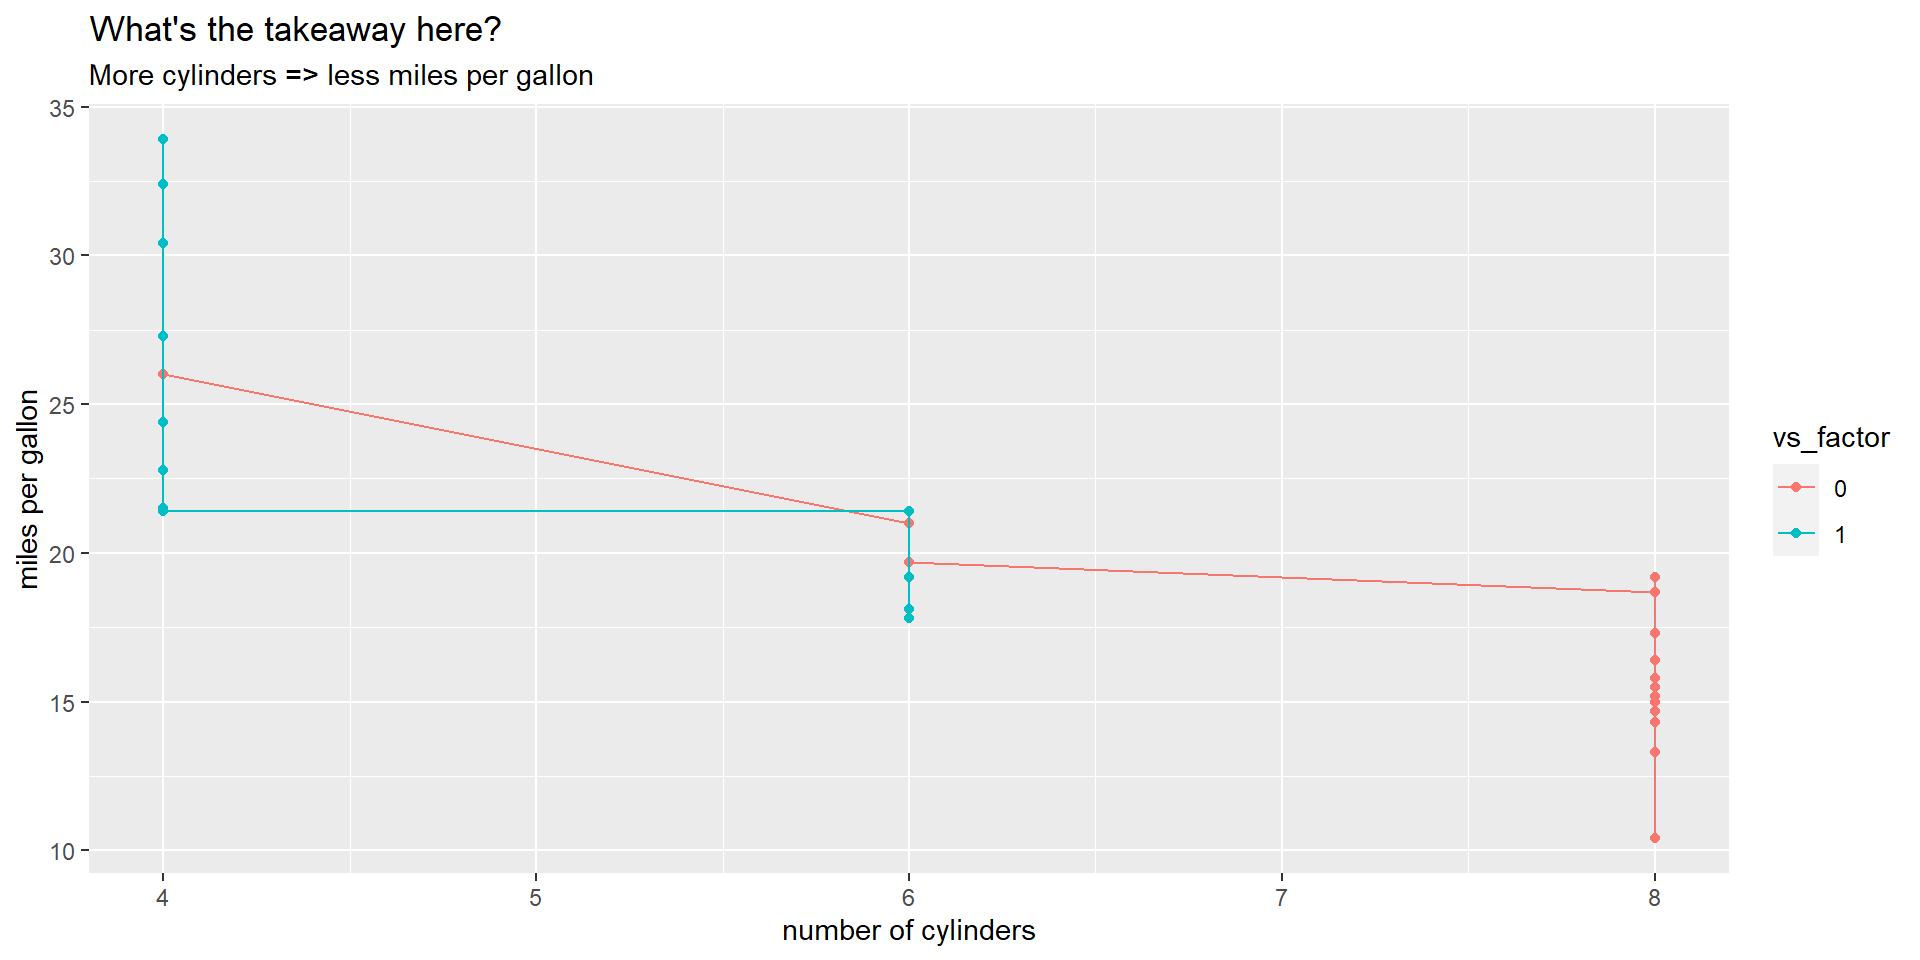 What's the takeaway here?
More cylinders => less miles per gallon
35
30
25
20
15
10
miles per gallon
4
5
6
7
8
number of cylinders
vs_factor
0
1